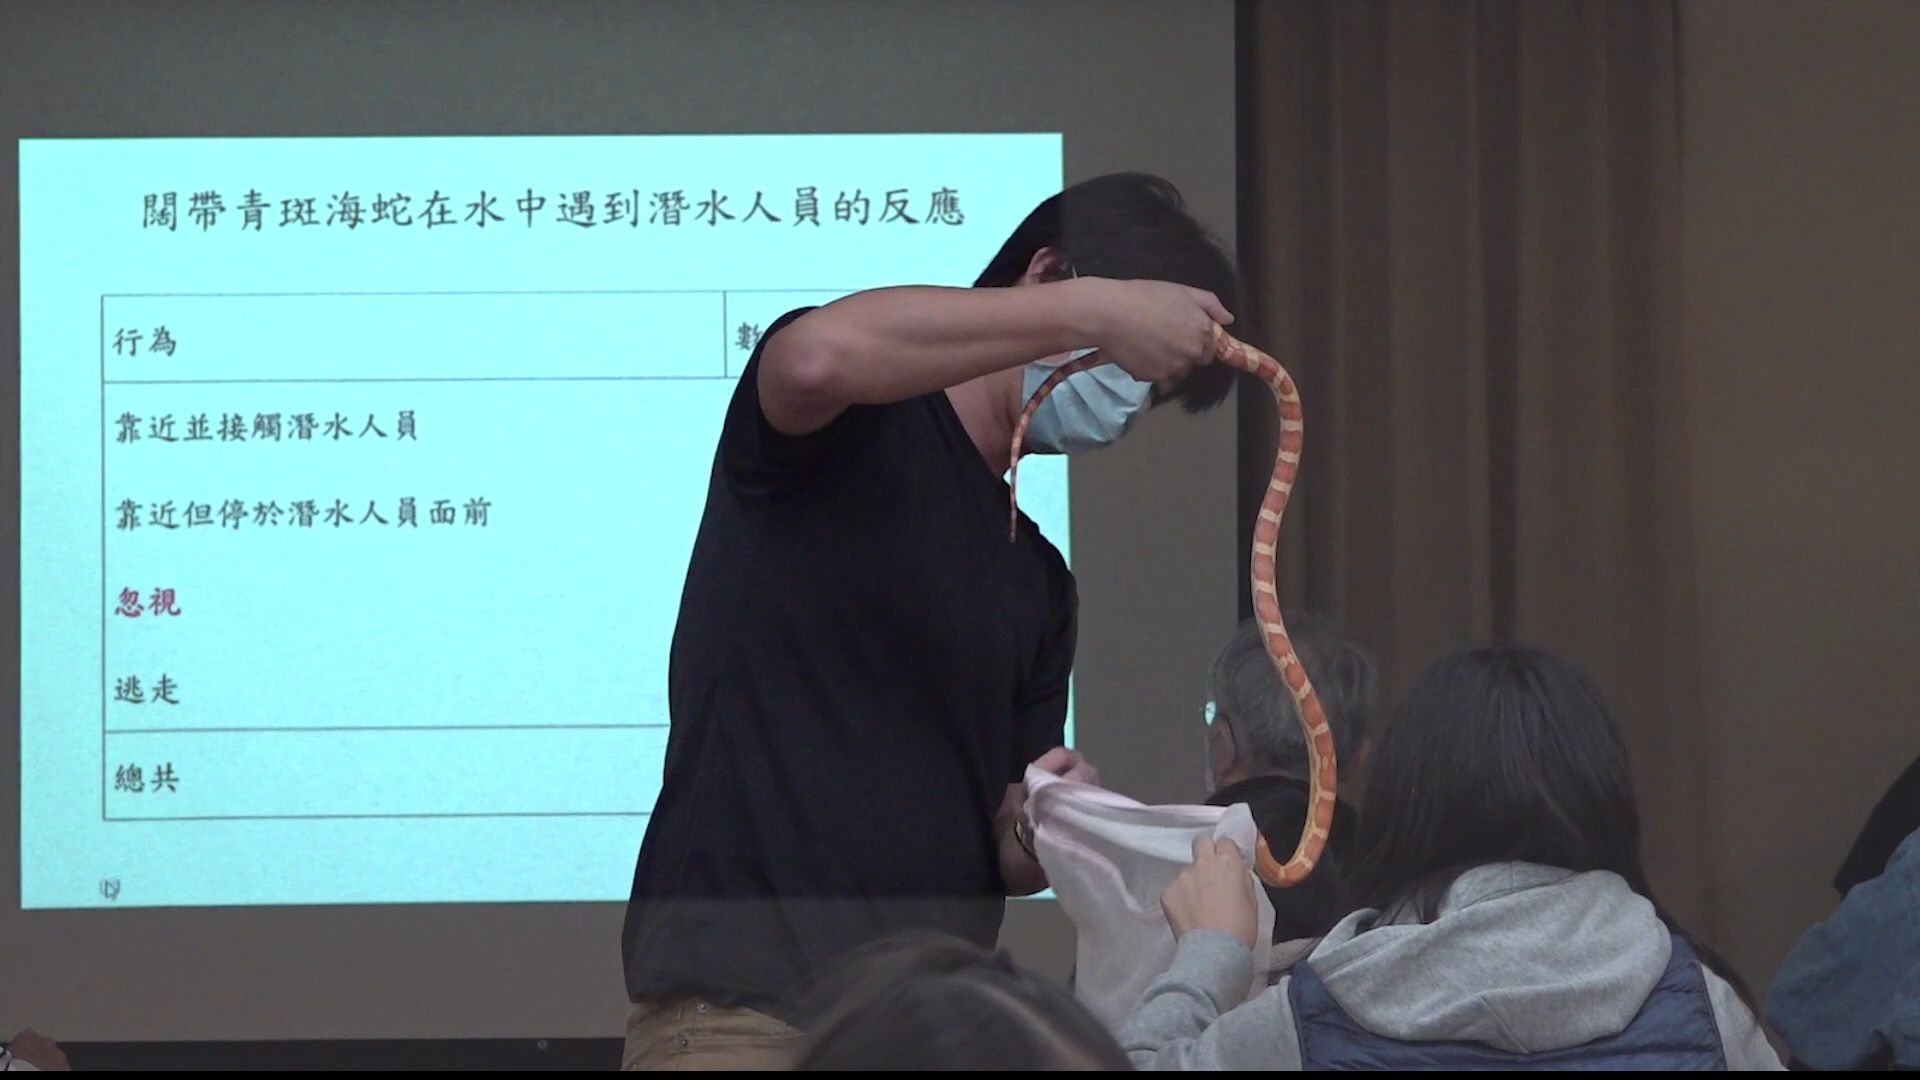 闊帶青斑海蛇在水中遇到潛水人員的反應
行為
數
靠近並接觸潛水人員
靠近但停於潛水人員面前
忽視
逃走
總共